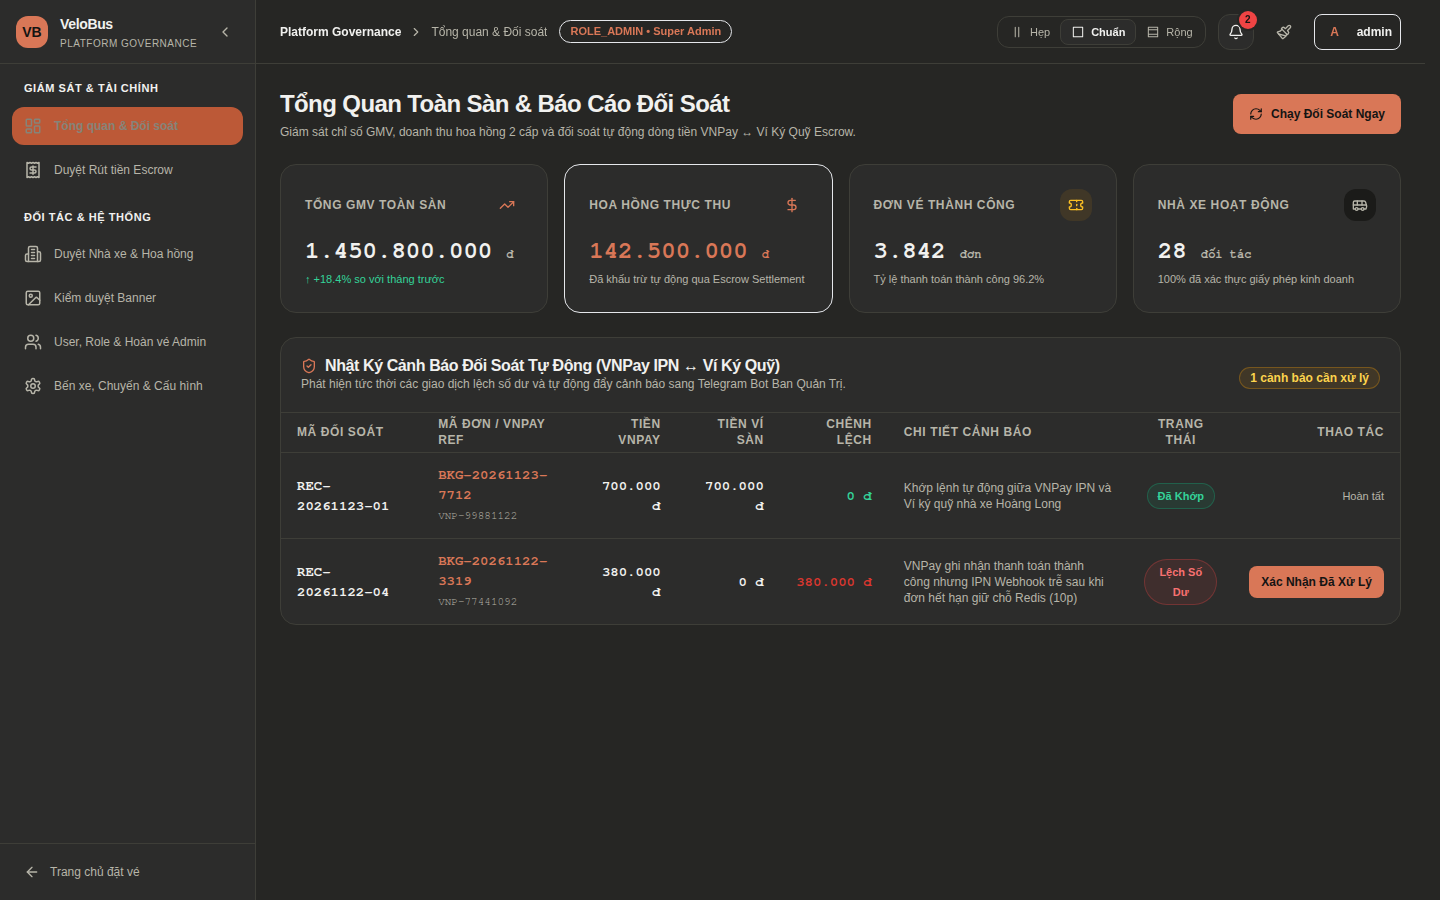 VB
VeloBus
PLATFORM GOVERNANCE
GIÁM SÁT & TÀI CHÍNH
Tổng quan & Đối soát
Duyệt Rút tiền Escrow
ĐỐI TÁC & HỆ THỐNG
Duyệt Nhà xe & Hoa hồng
Kiểm duyệt Banner
User, Role & Hoàn vé Admin
Bến xe, Chuyến & Cấu hình
Trang chủ đặt vé
Platform Governance
Tổng quan & Đối soát
ROLE_ADMIN • Super Admin
Hẹp
Chuẩn
Rộng
2
A
admin
Tổng Quan Toàn Sàn & Báo Cáo Đối Soát
Giám sát chỉ số GMV, doanh thu hoa hồng 2 cấp và đối soát tự động dòng tiền VNPay ↔ Ví Ký Quỹ Escrow.
Chạy Đối Soát Ngay
TỔNG GMV TOÀN SÀN
1.450.800.000 đ
↑ +18.4% so với tháng trước
HOA HỒNG THỰC THU
142.500.000 đ
Đã khấu trừ tự động qua Escrow Settlement
ĐƠN VÉ THÀNH CÔNG
3.842 đơn
Tỷ lệ thanh toán thành công 96.2%
NHÀ XE HOẠT ĐỘNG
28 đối tác
100% đã xác thực giấy phép kinh doanh
Nhật Ký Cảnh Báo Đối Soát Tự Động (VNPay IPN ↔ Ví Ký Quỹ)
Phát hiện tức thời các giao dịch lệch số dư và tự động đẩy cảnh báo sang Telegram Bot Ban Quản Trị.
1 cảnh báo cần xử lý
MÃ ĐỐI SOÁT
MÃ ĐƠN / VNPAY
REF
TIỀN
VNPAY
TIỀN VÍ
SÀN
CHÊNH
LỆCH
CHI TIẾT CẢNH BÁO
TRẠNG
THÁI
THAO TÁC
REC-
20261123-01
BKG-20261123-
7712
VNP-99881122
700.000
đ
700.000
đ
0 đ
Khớp lệnh tự động giữa VNPay IPN và
Ví ký quỹ nhà xe Hoàng Long
Đã Khớp
Hoàn tất
REC-
20261122-04
BKG-20261122-
3319
VNP-77441092
380.000
đ
0 đ
380.000 đ
VNPay ghi nhận thanh toán thành
công nhưng IPN Webhook trễ sau khi
đơn hết hạn giữ chỗ Redis (10p)
Lệch Số
Dư
Xác Nhận Đã Xử Lý